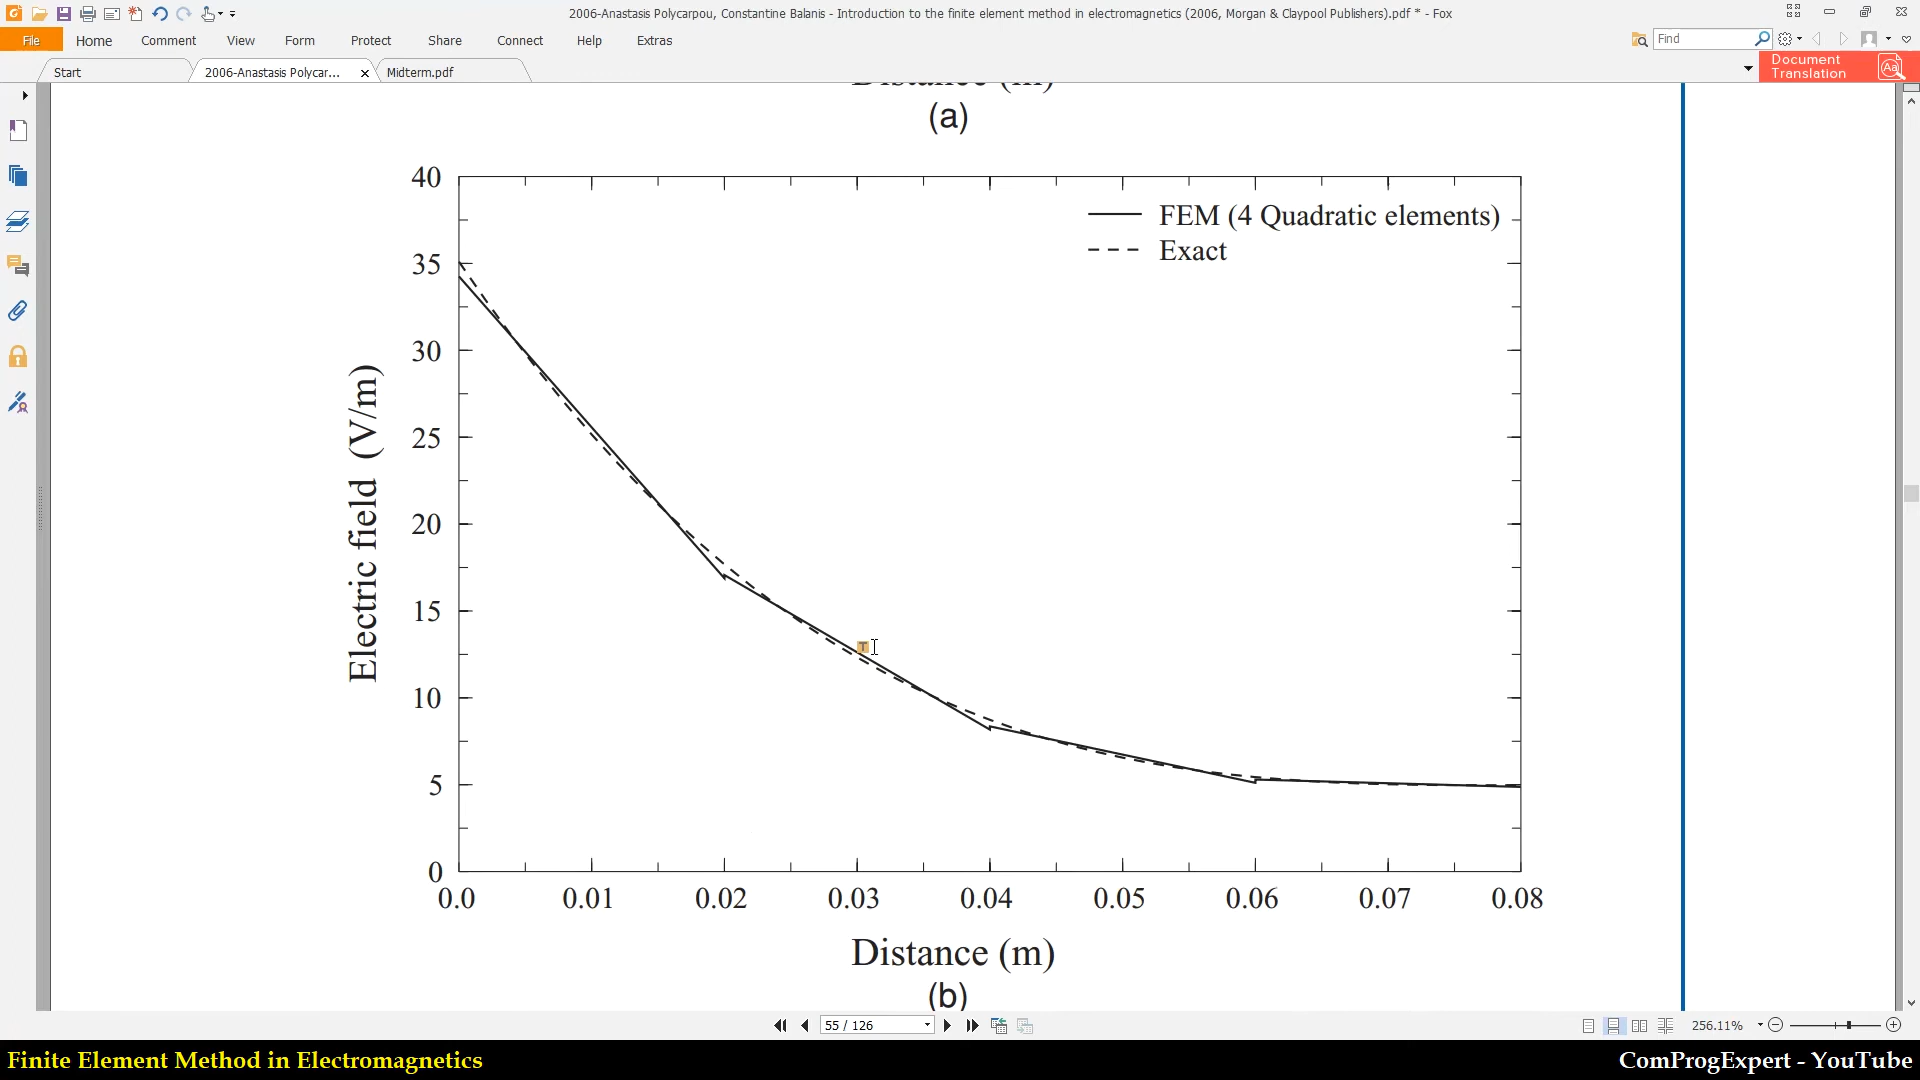 2006-Anastasis Polycarpou, Constantine Balanis - Introduction to the finite element method in electromagnetics (2006, Morgan & Claypool Publishers).pdf * - Fox
File Home Comment View Form Protect Share Connect Help Extras
Find
Start 2006-Anastasis Polycar... Midterm.pdf
Document
Translation
Distance (m)
(a)
40
FEM (4 Quadratic elements)
Exact
35
30
25
20
15
10
5
0
Electric field (V/m)
0.0 0.01 0.02 0.03 0.04 0.05 0.06 0.07 0.08
Distance (m)
(b)
55 / 126
256.11%
Finite Element Method in Electromagnetics
ComProgExpert - YouTube